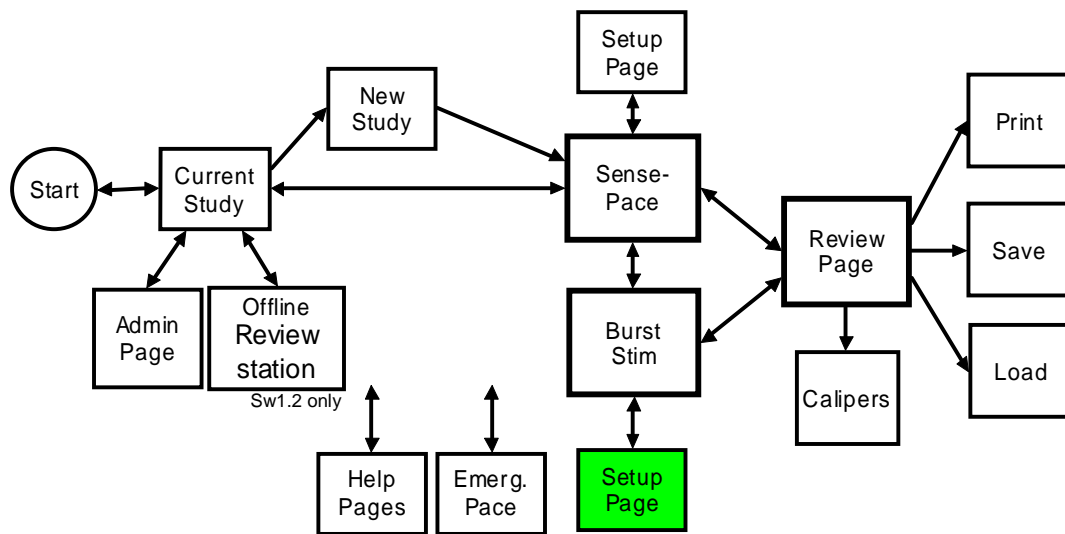 Setup
Page
New
Study
Print
Start
Current
Study
Sense-
Pace
Review
Page
Save
Admin
Page
Offline
Review
station
Sw1.2 only
Burst
Stim
Calipers
Load
Help
Pages
Emerg.
Pace
Setup
Page